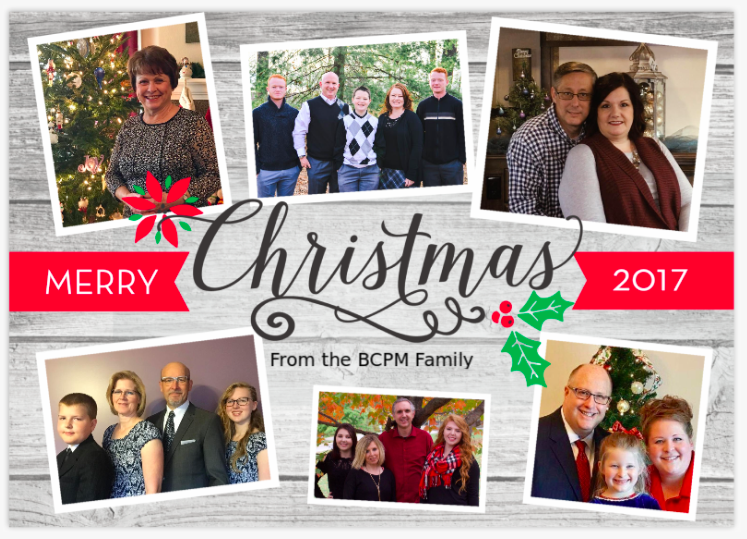 MERRY
Christmas
2017
From the BCPM Family